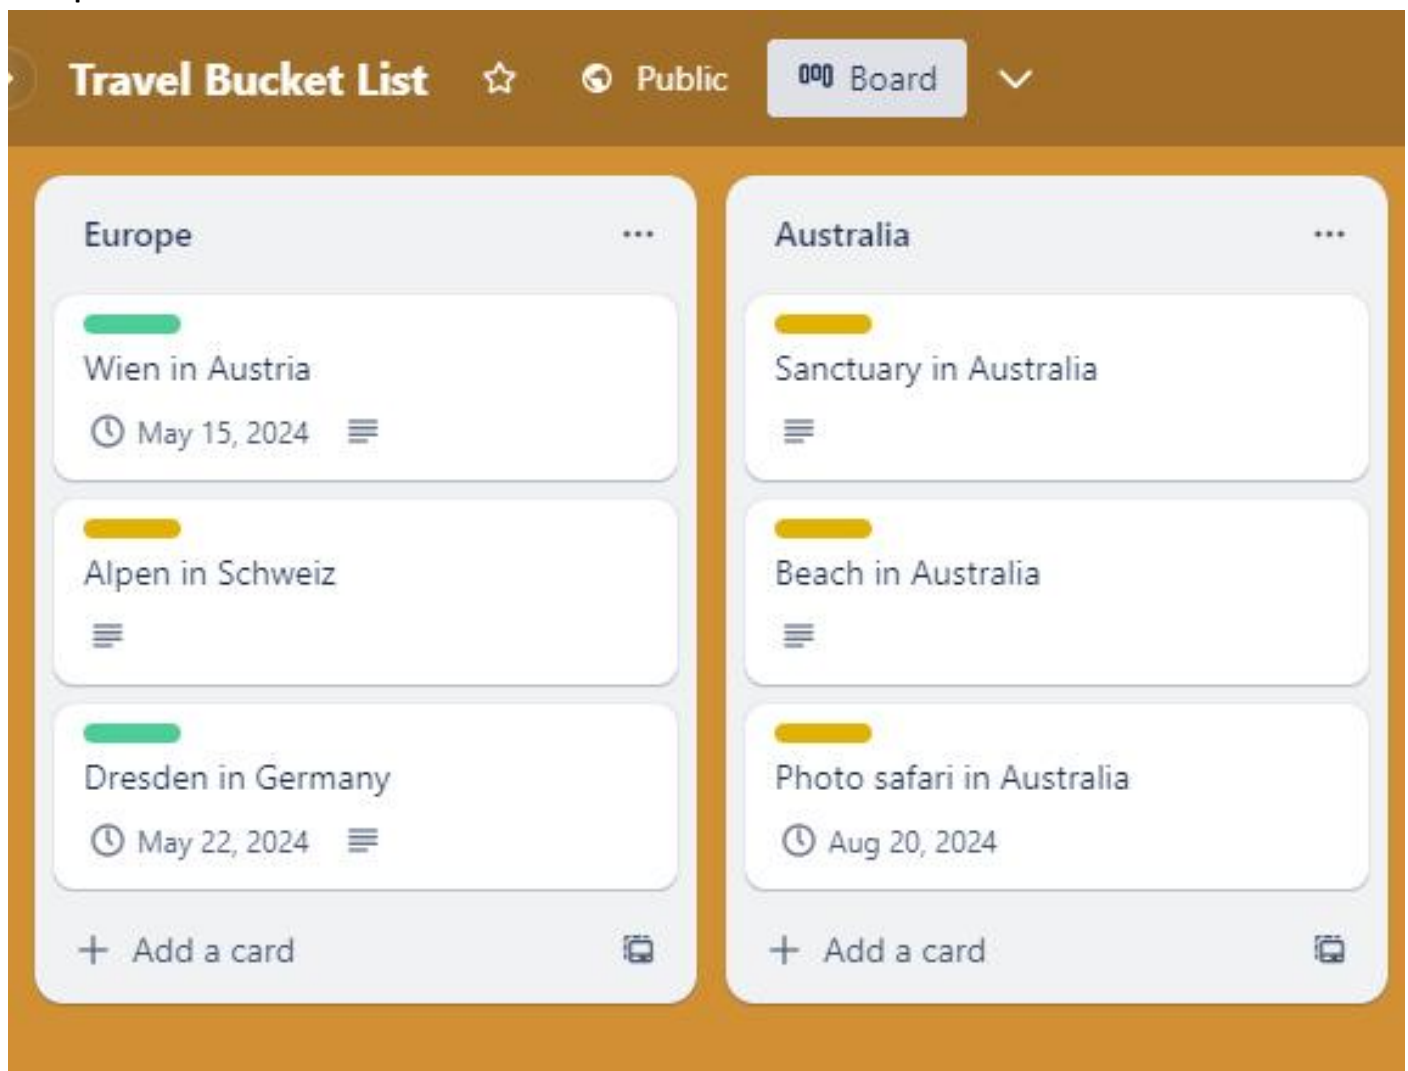 Travel Bucket List Public Board
Europe
Wien in Austria
May 15, 2024
Alpen in Schweiz
Dresden in Germany
May 22, 2024
+ Add a card
Australia
Sanctuary in Australia
Beach in Australia
Photo safari in Australia
Aug 20, 2024
+ Add a card